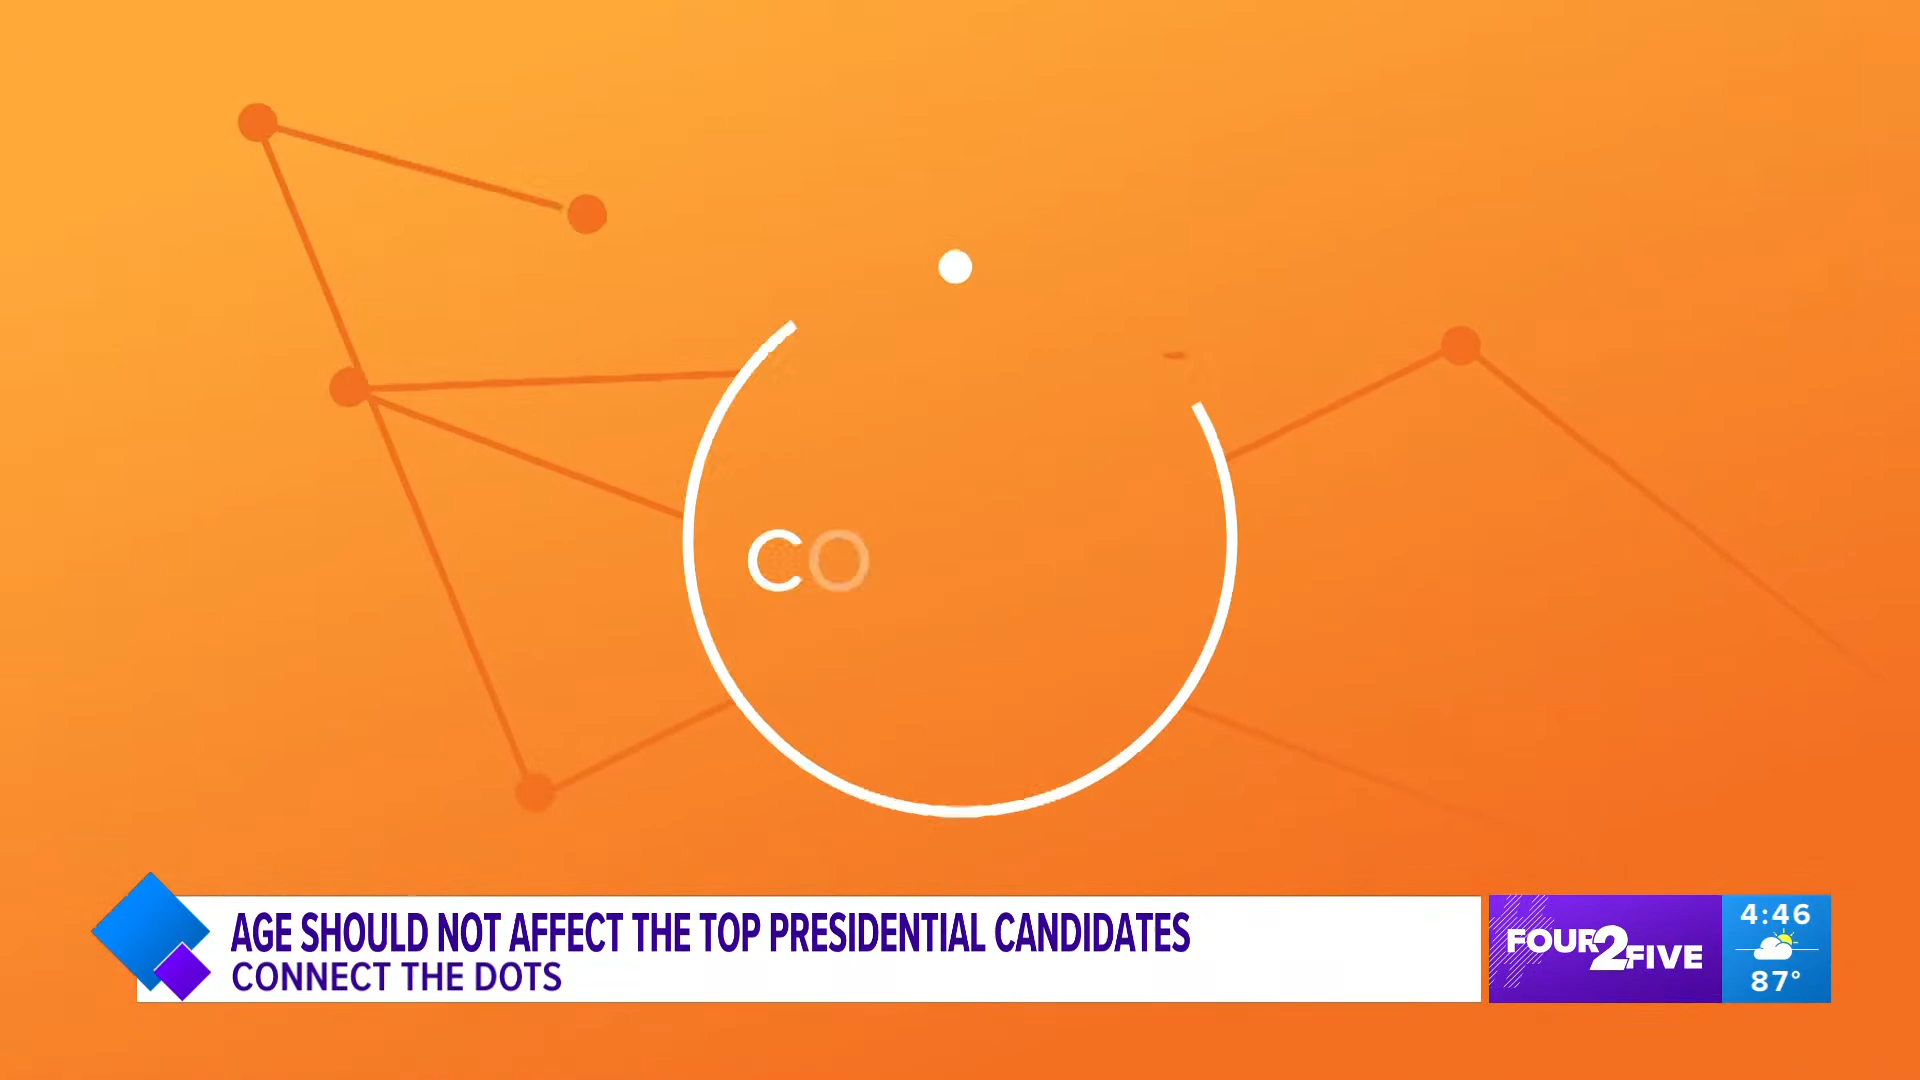 CO
AGE SHOULD NOT AFFECT THE TOP PRESIDENTIAL CANDIDATES
CONNECT THE DOTS
FOUR2FIVE
4:46
87°